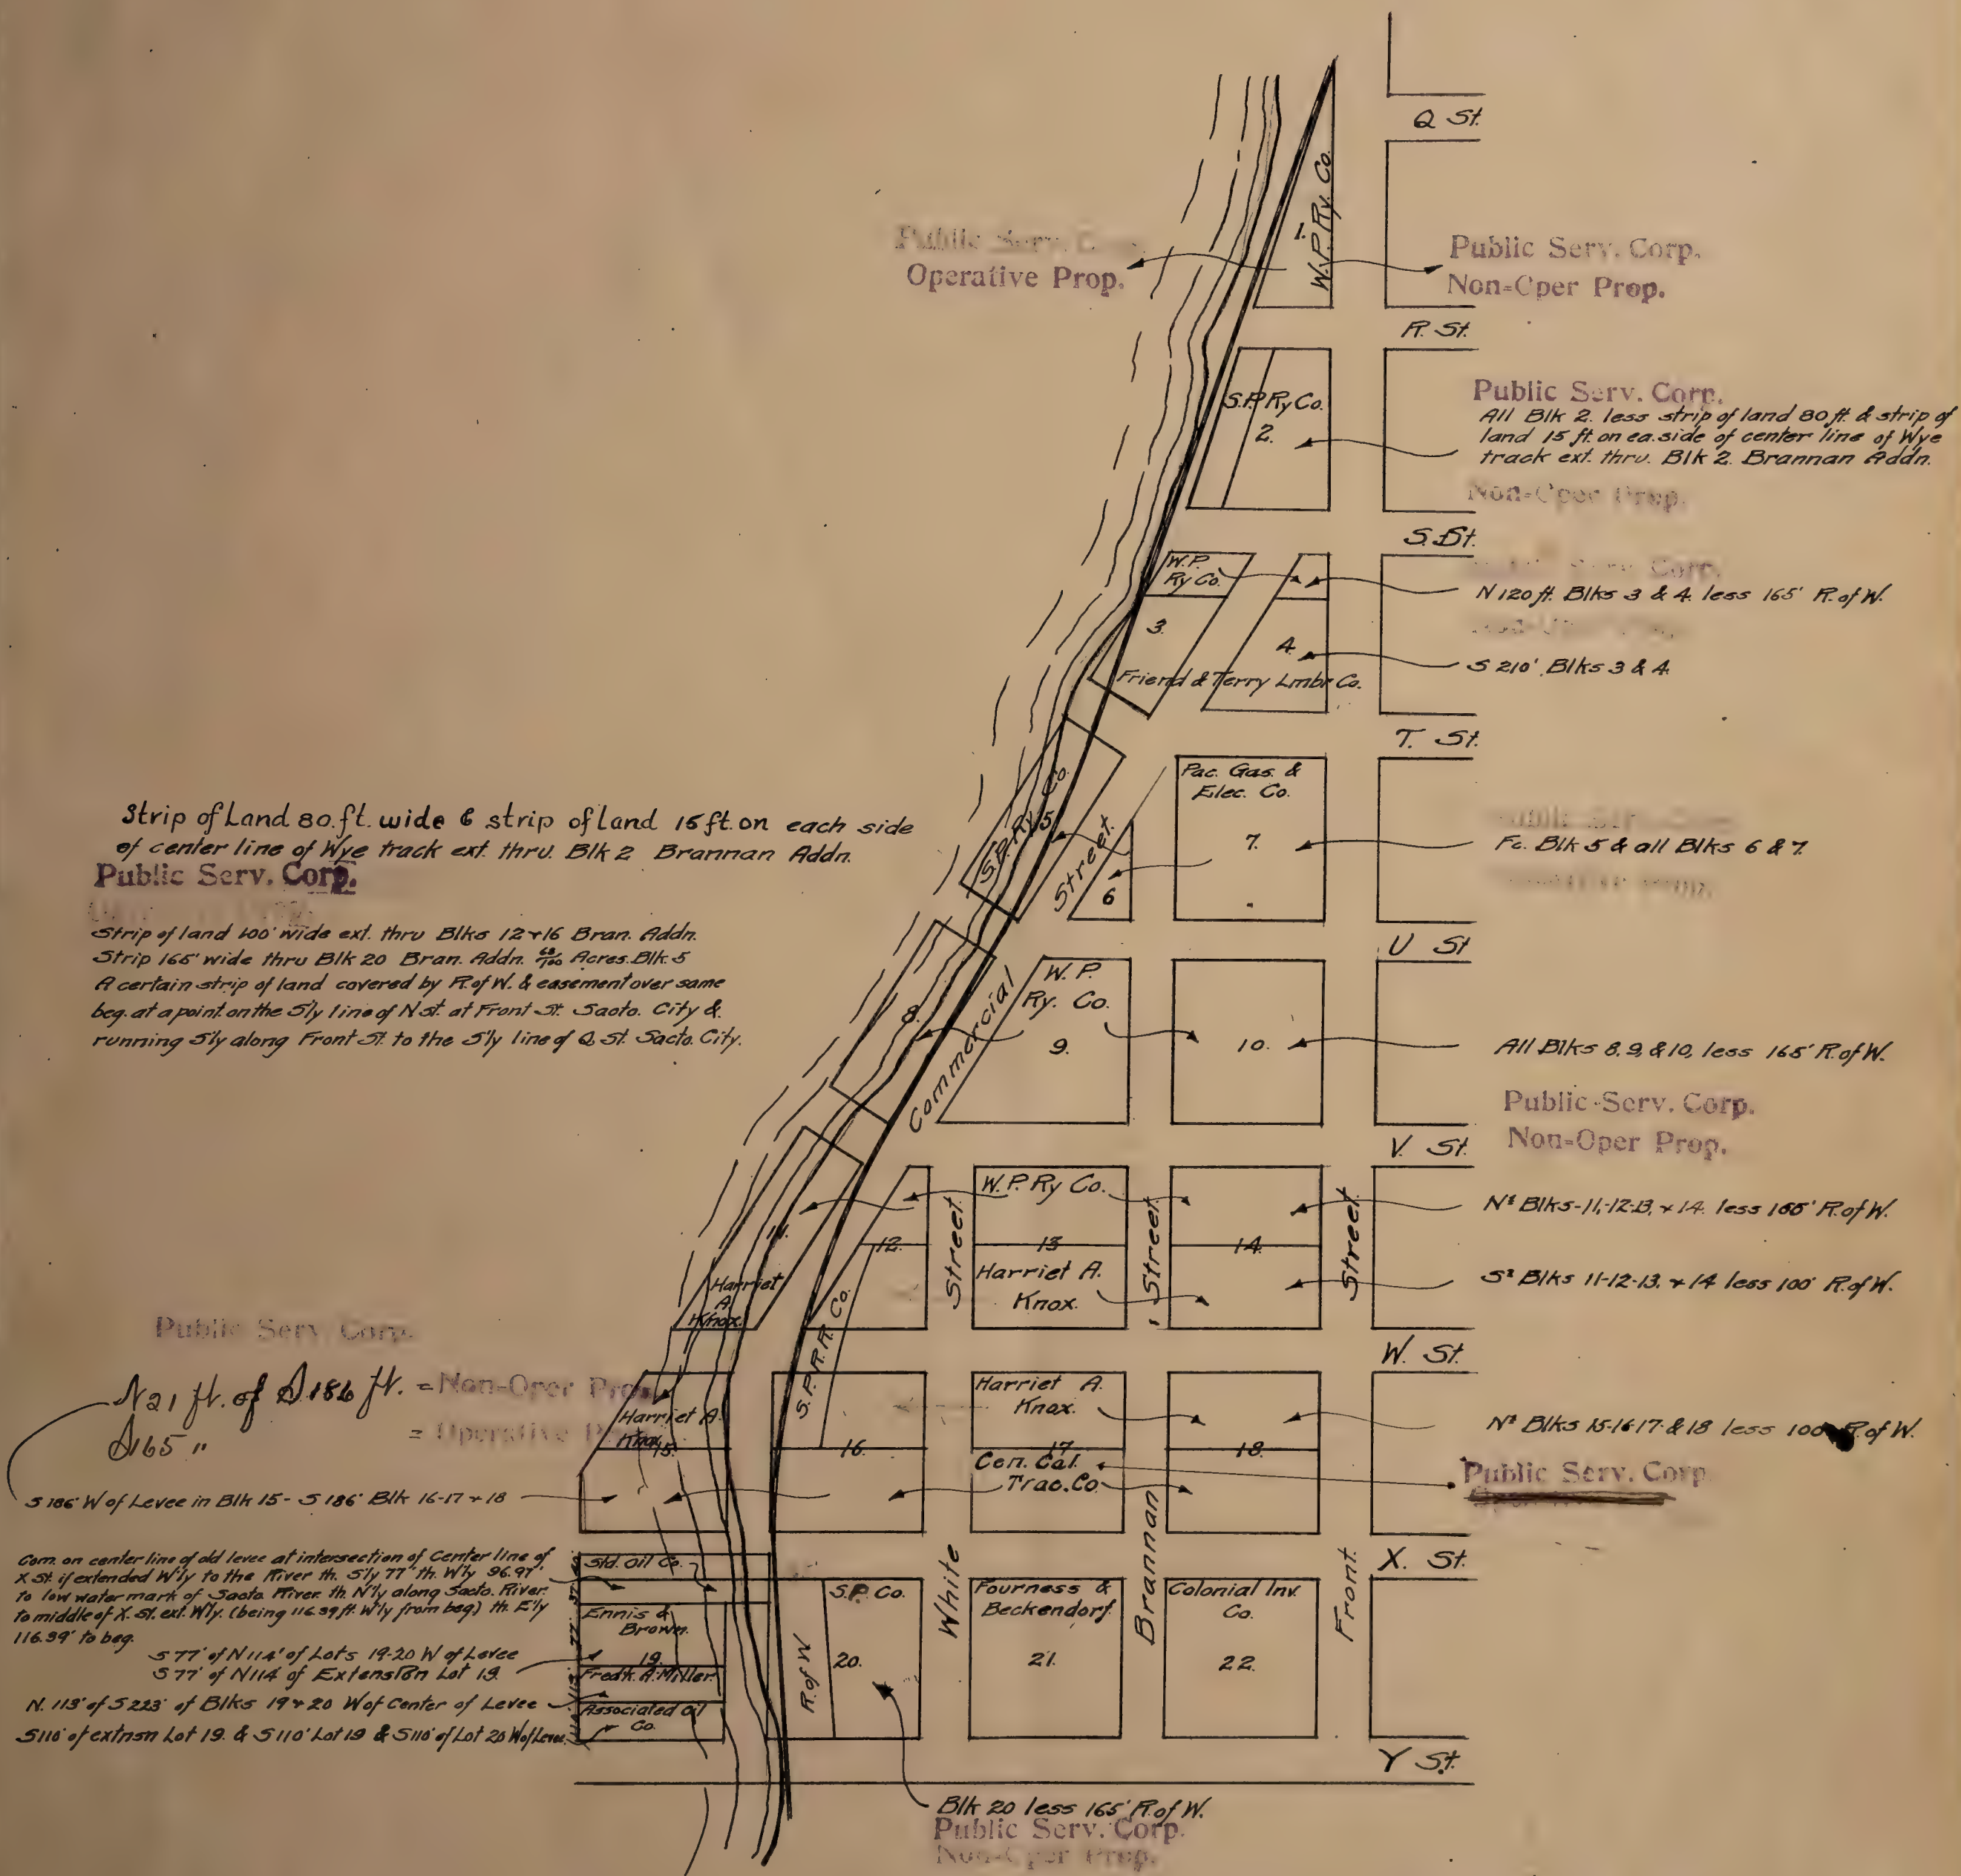 Q St.
1.
W.P. Ry. Co.
Public Serv.
Operative Prop.
Public Serv. Corp.
Non-Oper Prop.
R. St.
S.P. Ry Co.
2.
Public Serv. Corp.
All Blk 2. less strip of land 80 ft. & strip of
land 15 ft. on ea. side of center line of Wye
track ext. thru. Blk 2. Brannan Addn.
Non-Oper Prop.
S. St.
W.P.
Ry Co.
Corp.
N 120 ft. Blks 3 & 4. less 165' R. of W.
3.
4.
S 210' Blks 3 & 4
Friend & Terry Lmbr Co.
T. St.
S.P. Ry Co.
5
Street
6
Pac. Gas. &
Elec. Co.
7.
Fc. Blk 5 & all Blks 6 & 7
Strip of Land 80. ft. wide & strip of land 15 ft. on each side
of center line of Wye track ext. thru. Blk 2 Brannan Addn.
Public Serv. Corp.
Strip of land 100' wide ext. thru Blks 12 + 16 Bran. Addn.
Strip 165' wide thru Blk 20 Bran. Addn. 68/100 Acres. Blk 5
A certain strip of land covered by R. of W. & easement over same
beg. at a point. on the S'ly line of N st. at Front St. Sacto. City &
running S'ly along Front St. to the S'ly line of Q. St. Sacto. City.
U St
8.
Commercial
W. P.
Ry. Co.
9.
10.
All Blks 8, 9, & 10, less 165' R. of W.
Public Serv. Corp.
Non-Oper Prop.
V. St.
W. P. Ry Co.
N½ Blks-11,-12-13, + 14. less 165' R. of W.
11.
12.
13
14.
Street
Street
Street
Harriet
A.
Knox.
S. P. R. R. Co.
Harriet A.
Knox.
S½ Blks 11-12-13, + 14 less 100' R. of W.
W. St.
Public Serv. Corp.
N 21 ft. of S 186 ft. = Non-Oper Prop.
S 165 " = Operative
Harriet A.
Knox
15.
16.
Harriet A.
Knox.
17
18.
N½ Blks 15-16-17- & 18 less 100 R. of W.
Cen. Cal.
Trac. Co
Public Serv. Corp.
S 186' W of Levee in Blk 15- S 186' Blk 16-17 + 18
X. St.
Com. on center line of old levee at intersection of Center line of
X St. if extended W'ly to the River th. S'ly 77' th. W'ly 96.97'
to low water mark of Sacto. River. th. N'ly along Sacto. River.
to middle of X. St. ext. W'ly. (being 116.39 ft. W'ly from beg) th. E'ly
116.39' to beg.
Std. Oil Co.
Ennis &
Brown.
19.
Fredk. A. Miller.
Associated Oil
Co.
S 77' of N 114' of Lots 19-20 W of Levee
S 77' of N 114' of Extension Lot 19.
N. 113' of S 223' of Blks 19 + 20 W of Center of Levee
S 110' of extnsn Lot 19. & S 110' Lot 19 & S 110' of Lot 20 W of Levee.
R. of W
S.P. Co.
20.
White
Fourness &
Beckendorf
21.
Brannan
Colonial Inv.
Co.
22.
Front
Y St.
Blk 20 less 165' R. of W.
Public Serv. Corp.
Non-Oper Prop.